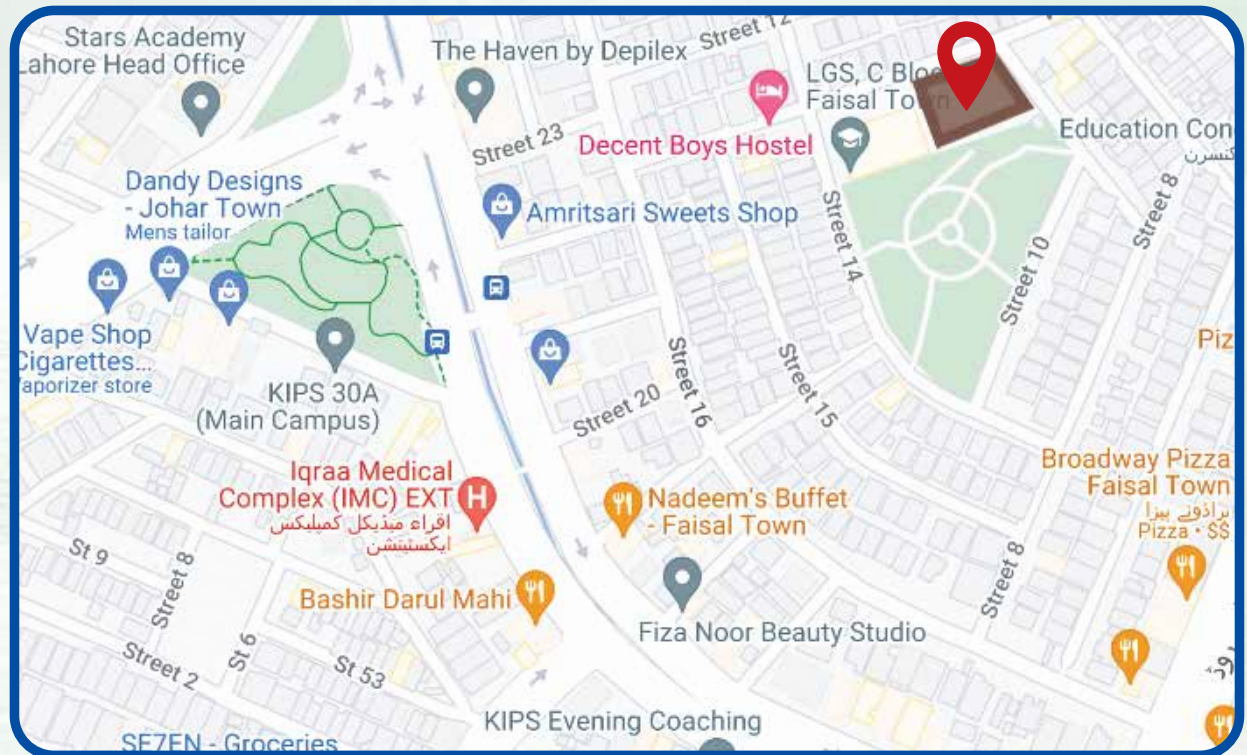 Stars Academy
Lahore Head Office
The Haven by Depilex
Street 12
LGS, C Bloc
Faisal Town
Street 23
Decent Boys Hostel
Education Con
Dandy Designs
- Johar Town
Mens tailor
Amritsari Sweets Shop
Street 14
Street 8
Street 10
Vape Shop
Cigarettes...
Vaporizer store
KIPS 30A
(Main Campus)
Street 16
Street 15
Street 20
Piz
Iqraa Medical
Complex (IMC) EXT
اقراء میڈیکل کمپلیکس
ایکسٹینشن
Nadeem's Buffet
- Faisal Town
Broadway Pizza
Faisal Town
براڈوے پیزا
Pizza • $$
St 9
Street 8
Bashir Darul Mahi
Street 8
Fiza Noor Beauty Studio
St 6
Street 2
St 53
KIPS Evening Coaching
SE7EN - Groceries